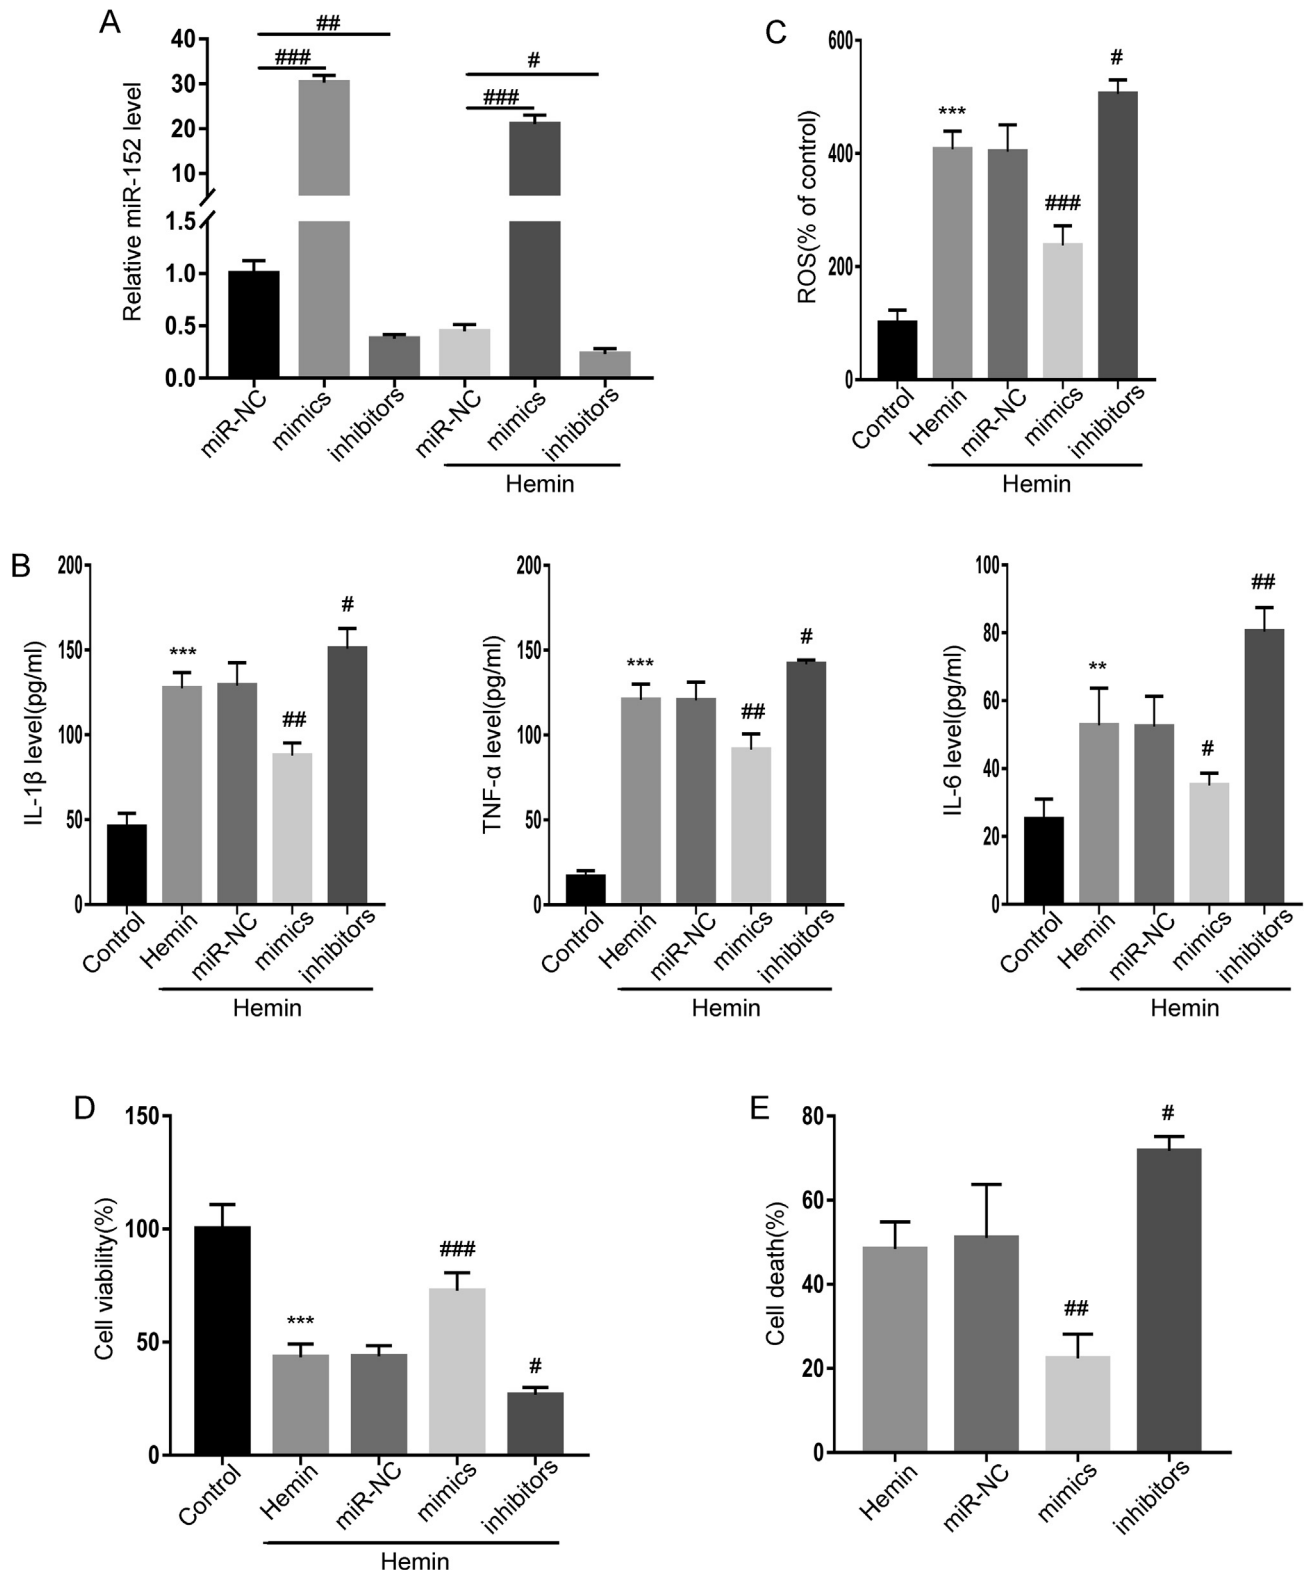 A
Relative miR-152 level
40
30
20
10
1.5
1.0
0.5
0.0
##
###
#
###
miR-NC
mimics
inhibitors
miR-NC
mimics
inhibitors
Hemin
C
ROS(% of control)
600
400
200
0
***
###
#
Control
Hemin
miR-NC
mimics
inhibitors
Hemin
B
IL-1β level(pg/ml)
200
150
100
50
0
***
##
#
Control
Hemin
miR-NC
mimics
inhibitors
Hemin
TNF-α level(pg/ml)
200
150
100
50
0
***
##
#
Control
Hemin
miR-NC
mimics
inhibitors
Hemin
IL-6 level(pg/ml)
100
80
60
40
20
0
**
#
##
Control
Hemin
miR-NC
mimics
inhibitors
Hemin
D
Cell viability(%)
150
100
50
0
***
###
#
Control
Hemin
miR-NC
mimics
inhibitors
Hemin
E
Cell death(%)
80
60
40
20
0
##
#
Hemin
miR-NC
mimics
inhibitors